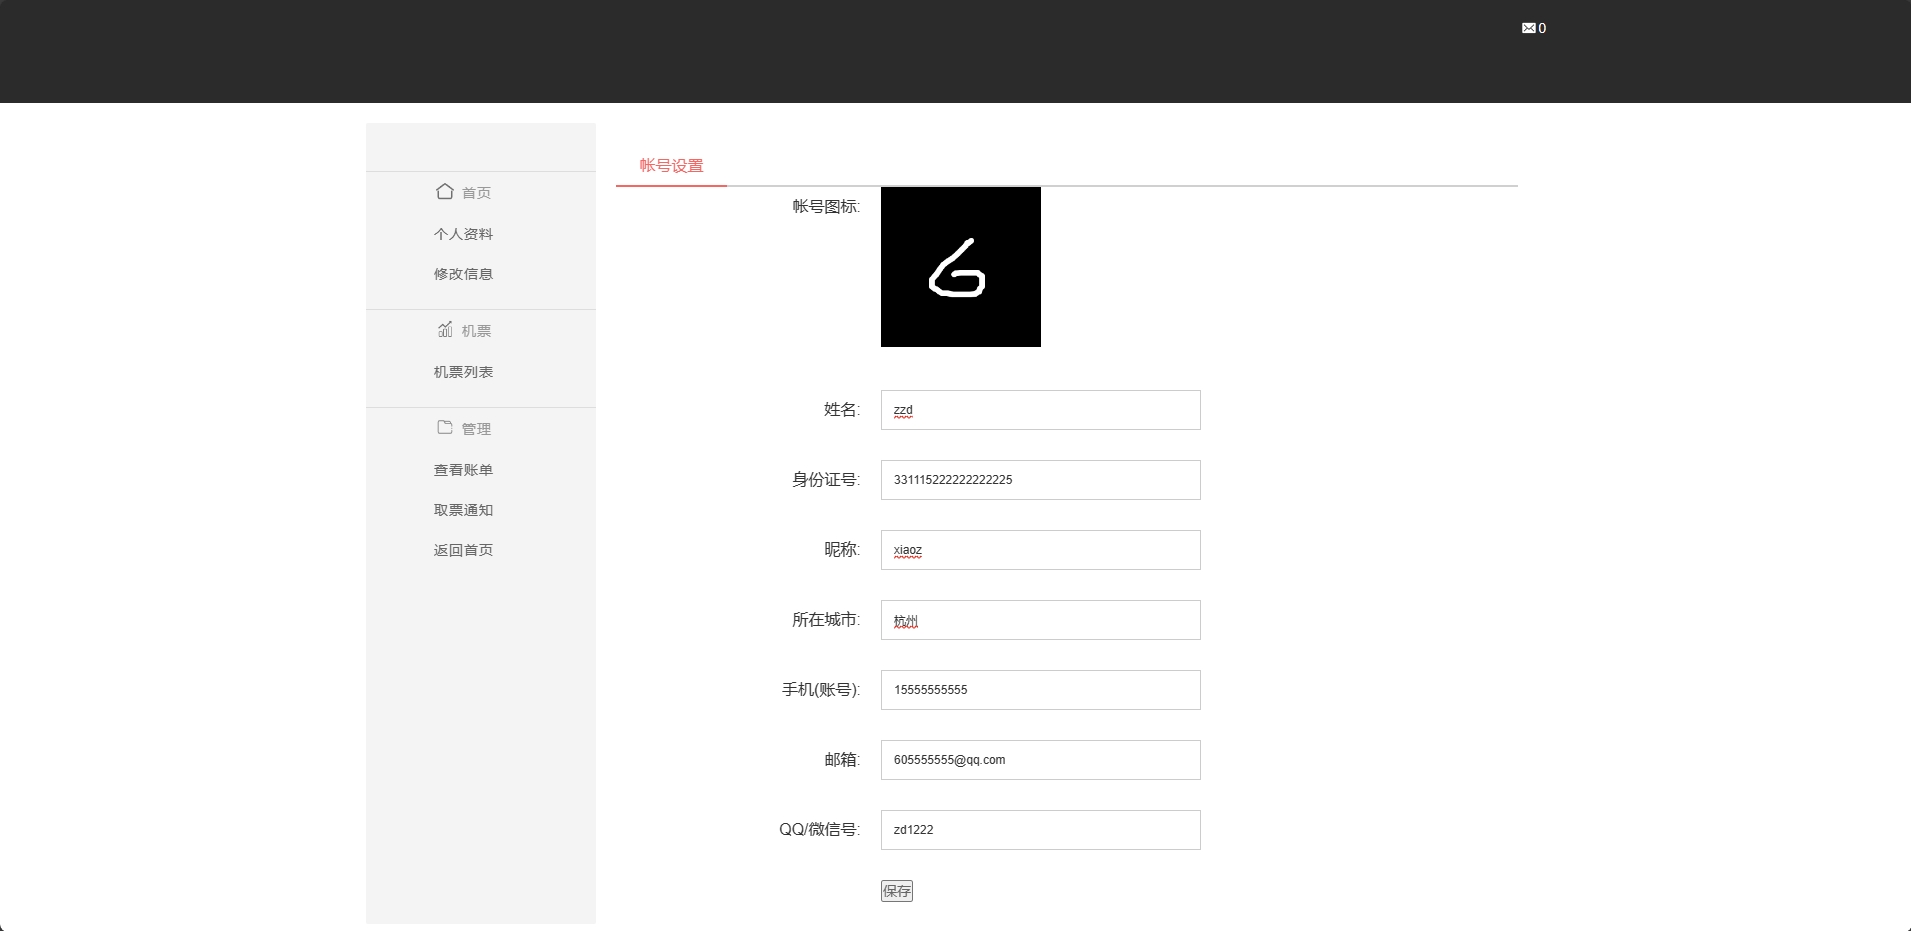 0
首页
个人资料
修改信息
机票
机票列表
管理
查看账单
取票通知
返回首页
帐号设置
帐号图标:
6
姓名: zzd
身份证号: 331115222222222225
昵称: xiaoz
所在城市: 杭州
手机(账号): 15555555555
邮箱: 605555555@qq.com
QQ/微信号: zd1222
保存